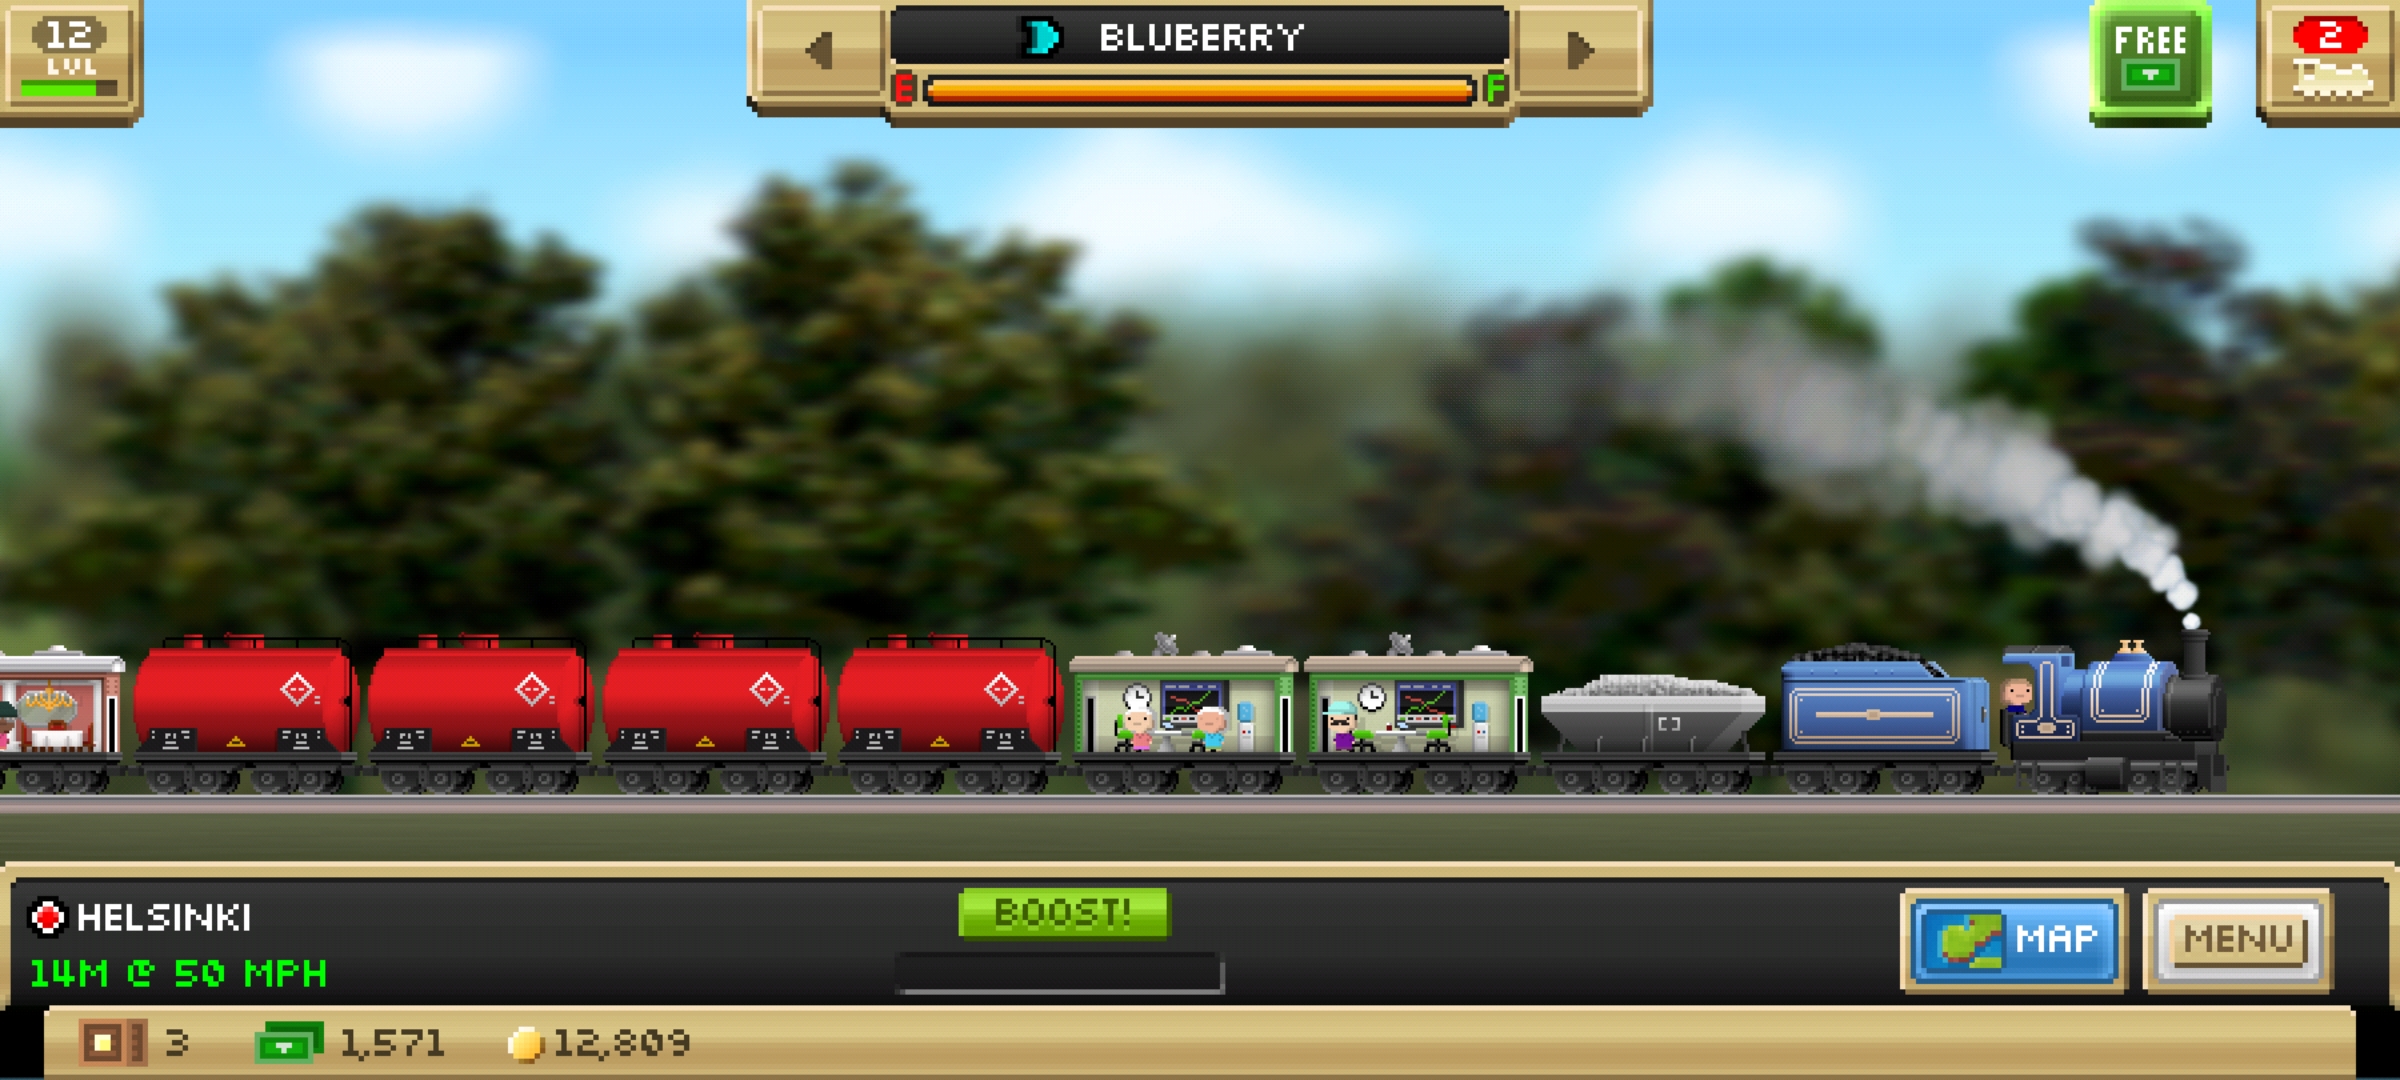 12
LVL
BLUBERRY
E F
FREE
2
HELSINKI
14M @ 50 MPH
BOOST!
MAP
MENU
3 1,571 12,809